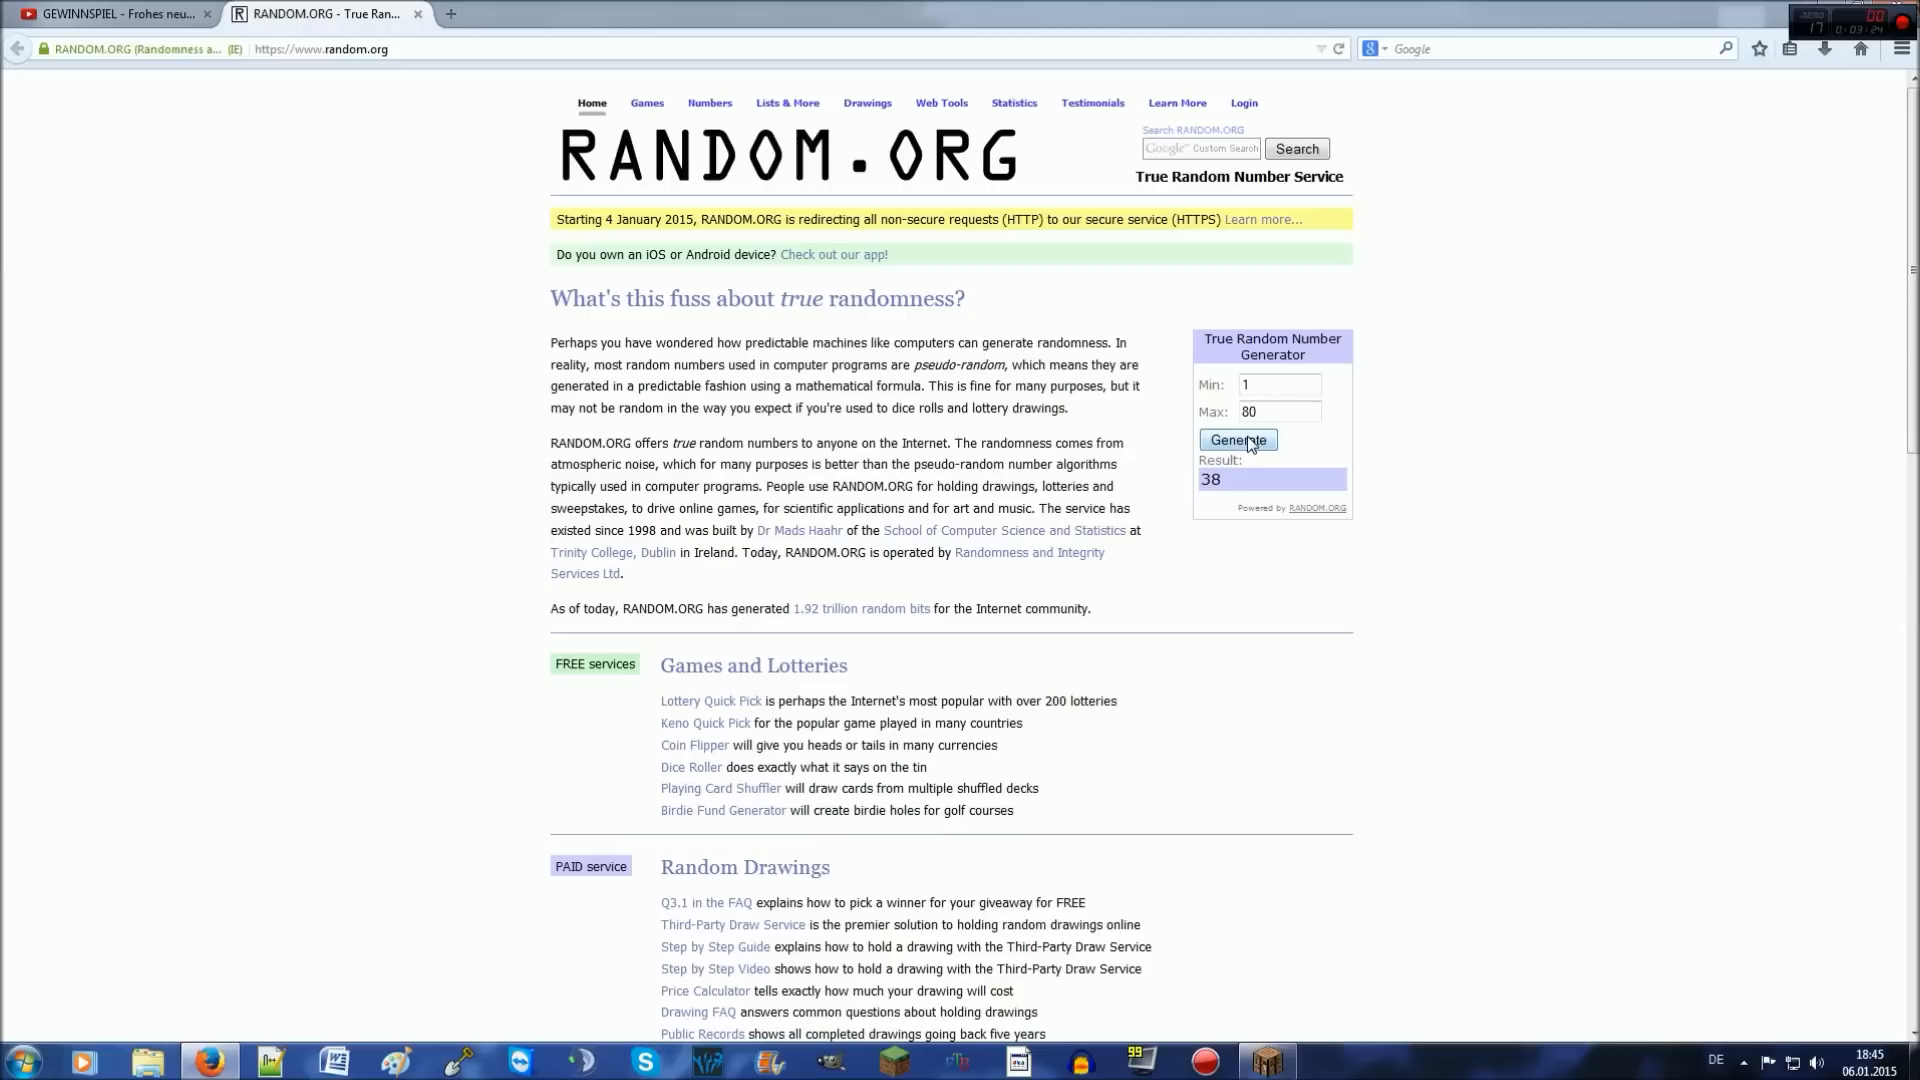 GEWINNSPIEL - Frohes neu...
RANDOM.ORG - True Ran...
RANDOM.ORG (Randomness a... (IE)
https://www.random.org
Google
17
00
0:03:24
Home Games Numbers Lists & More Drawings Web Tools Statistics Testimonials Learn More Login
RANDOM.ORG
Search RANDOM.ORG
Google™ Custom Search
Search
True Random Number Service
Starting 4 January 2015, RANDOM.ORG is redirecting all non-secure requests (HTTP) to our secure service (HTTPS) Learn more...
Do you own an iOS or Android device? Check out our app!
What's this fuss about true randomness?
Perhaps you have wondered how predictable machines like computers can generate randomness. In
reality, most random numbers used in computer programs are pseudo-random, which means they are
generated in a predictable fashion using a mathematical formula. This is fine for many purposes, but it
may not be random in the way you expect if you're used to dice rolls and lottery drawings.
RANDOM.ORG offers true random numbers to anyone on the Internet. The randomness comes from
atmospheric noise, which for many purposes is better than the pseudo-random number algorithms
typically used in computer programs. People use RANDOM.ORG for holding drawings, lotteries and
sweepstakes, to drive online games, for scientific applications and for art and music. The service has
existed since 1998 and was built by Dr Mads Haahr of the School of Computer Science and Statistics at
Trinity College, Dublin in Ireland. Today, RANDOM.ORG is operated by Randomness and Integrity
Services Ltd.
As of today, RANDOM.ORG has generated 1.92 trillion random bits for the Internet community.
True Random Number
Generator
Min: 1
Max: 80
Generate
Result:
38
Powered by RANDOM.ORG
FREE services
Games and Lotteries
Lottery Quick Pick is perhaps the Internet's most popular with over 200 lotteries
Keno Quick Pick for the popular game played in many countries
Coin Flipper will give you heads or tails in many currencies
Dice Roller does exactly what it says on the tin
Playing Card Shuffler will draw cards from multiple shuffled decks
Birdie Fund Generator will create birdie holes for golf courses
PAID service
Random Drawings
Q3.1 in the FAQ explains how to pick a winner for your giveaway for FREE
Third-Party Draw Service is the premier solution to holding random drawings online
Step by Step Guide explains how to hold a drawing with the Third-Party Draw Service
Step by Step Video shows how to hold a drawing with the Third-Party Draw Service
Price Calculator tells exactly how much your drawing will cost
Drawing FAQ answers common questions about holding drawings
Public Records shows all completed drawings going back five years
99
DE
18:45
06.01.2015